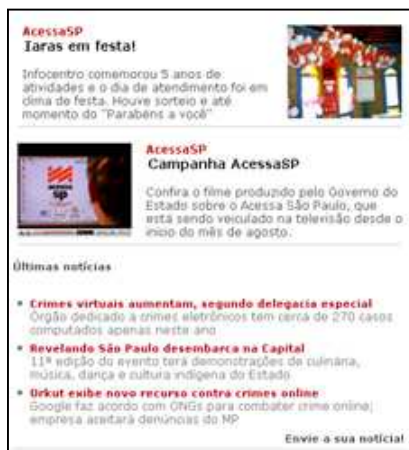 AcessaSP
Iaras em festa!
Infocentro comemorou 5 anos de
atividades e o dia de atendimento foi em
clima de festa. Houve sorteio e até
momento do "Parabéns a você"
AcessaSP
Campanha AcessaSP
acessa
sp
Confira o filme produzido pelo Governo do
Estado sobre o Acessa São Paulo, que
está sendo veiculado na televisão desde o
início do mês de agosto.
Últimas notícias
Crimes virtuais aumentam, segundo delegacia especial
Órgão dedicado a crimes eletrônicos tem cerca de 270 casos
computados apenas neste ano
Revelando São Paulo desembarca na Capital
11ª edição do evento terá demonstrações de culinária,
música, dança e cultura indígena do Estado
Orkut exibe novo recurso contra crimes online
Google faz acordo com ONGs para combater crime online;
empresa aceitará denúncias do MP
Envie a sua notícia!